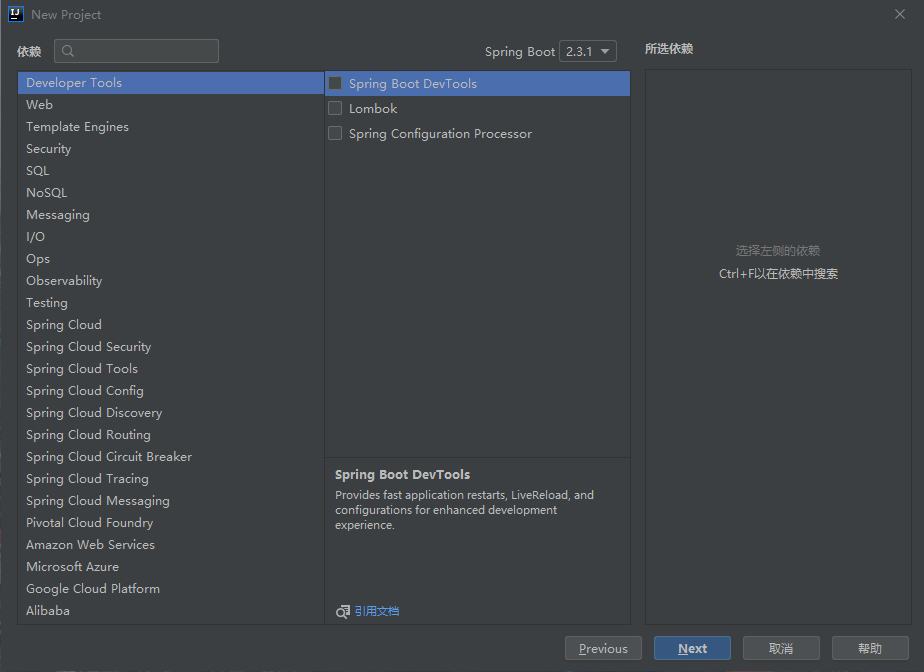 IJ New Project
依赖
Spring Boot 2.3.1
所选依赖
Developer Tools
Web
Template Engines
Security
SQL
NoSQL
Messaging
I/O
Ops
Observability
Testing
Spring Cloud
Spring Cloud Security
Spring Cloud Tools
Spring Cloud Config
Spring Cloud Discovery
Spring Cloud Routing
Spring Cloud Circuit Breaker
Spring Cloud Tracing
Spring Cloud Messaging
Pivotal Cloud Foundry
Amazon Web Services
Microsoft Azure
Google Cloud Platform
Alibaba
Spring Boot DevTools
Lombok
Spring Configuration Processor
Spring Boot DevTools
Provides fast application restarts, LiveReload, and
configurations for enhanced development
experience.
引用文档
选择左侧的依赖
Ctrl+F以在依赖中搜索
Previous
Next
取消
帮助